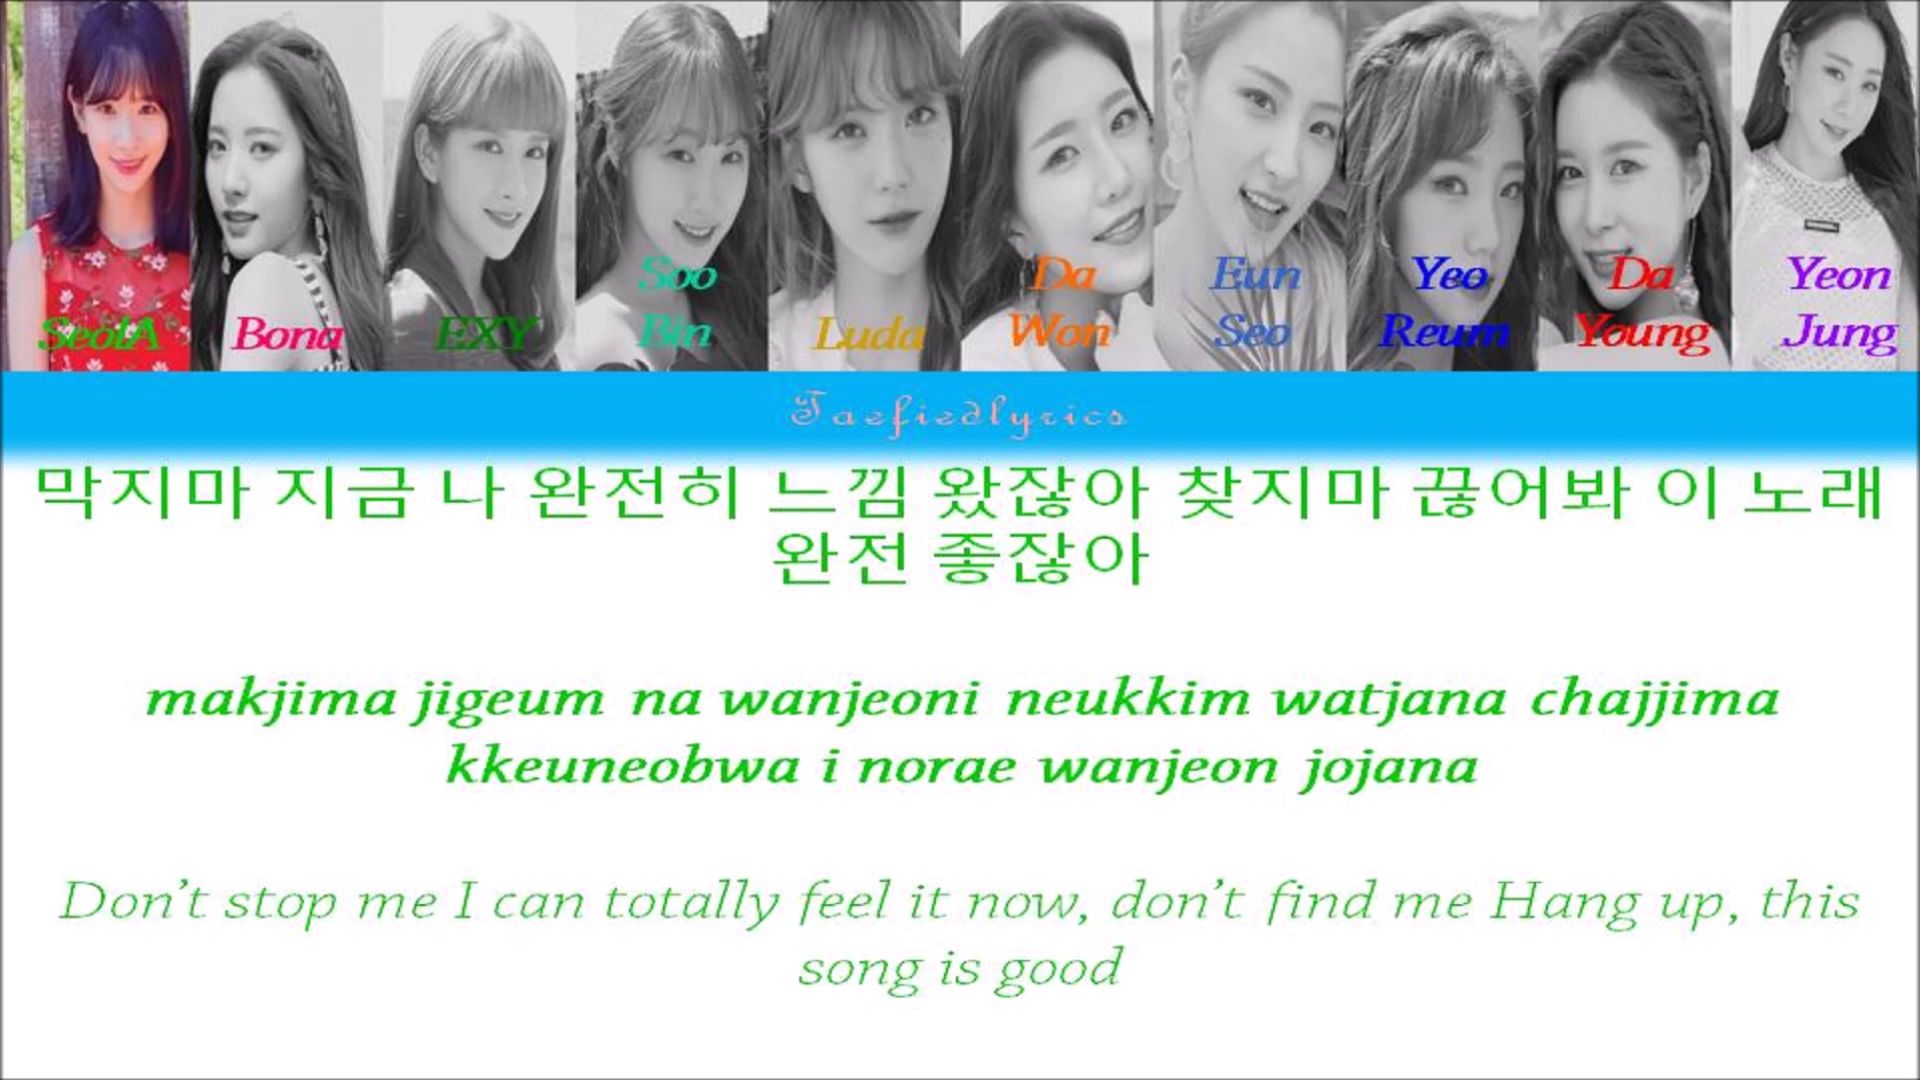 SeolA Bona EXY Soo Bin Luda Da Won Eun Seo Yeo Reum Da Young Yeon Jung
Taefiedlyrics
막지마 지금 나 완전히 느낌 왔잖아 찾지마 끊어봐 이 노래
완전 좋잖아
makjima jigeum na wanjeoni neukkim watjana chajjima
kkeuneobwa i norae wanjeon jojana
Don't stop me I can totally feel it now, don't find me Hang up, this
song is good